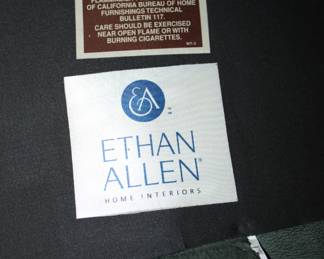 OF CALIFORNIA BUREAU OF HOME
FURNISHINGS TECHNICAL
BULLETIN 117.
CARE SHOULD BE EXERCISED
NEAR OPEN FLAME OR WITH
BURNING CIGARETTES.
EA
ETHAN
ALLEN®
HOME INTERIORS